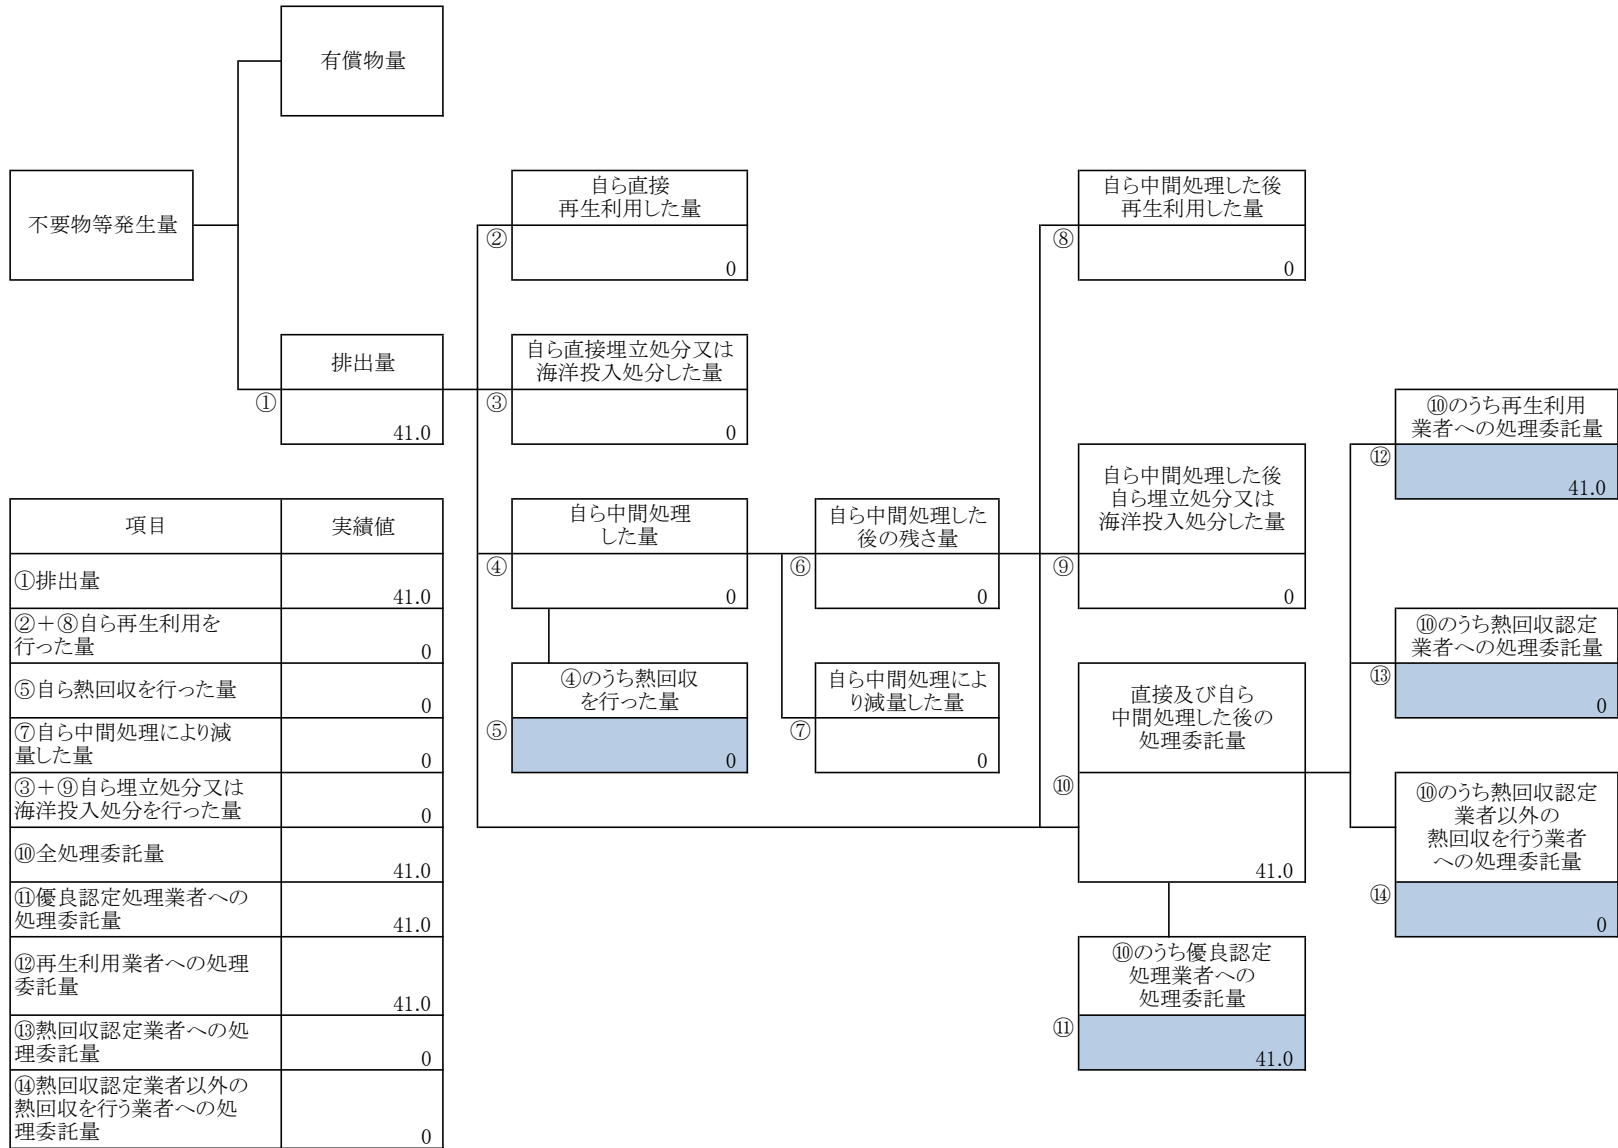 有償物量
不要物等発生量
自ら直接
再生利用した量
②
0
自ら中間処理した後
再生利用した量
⑧
0
排出量
①
41.0
自ら直接埋立処分又は
海洋投入処分した量
③
0
⑩のうち再生利用
業者への処理委託量
⑫
41.0
自ら中間処理
した量
④
0
自ら中間処理した
後の残さ量
⑥
0
自ら中間処理した後
自ら埋立処分又は
海洋投入処分した量
⑨
0
⑩のうち熱回収認定
業者への処理委託量
⑬
0
④のうち熱回収
を行った量
⑤
0
自ら中間処理によ
り減量した量
⑦
0
直接及び自ら
中間処理した後の
処理委託量
⑩
41.0
⑩のうち熱回収認定
業者以外の
熱回収を行う業者
への処理委託量
⑭
0
⑩のうち優良認定
処理業者への
処理委託量
⑪
41.0
項目
実績値
①排出量
41.0
②+⑧自ら再生利用を
行った量
0
⑤自ら熱回収を行った量
0
⑦自ら中間処理により減
量した量
0
③+⑨自ら埋立処分又は
海洋投入処分を行った量
0
⑩全処理委託量
41.0
⑪優良認定処理業者への
処理委託量
41.0
⑫再生利用業者への処理
委託量
41.0
⑬熱回収認定業者への処
理委託量
0
⑭熱回収認定業者以外の
熱回収を行う業者への処
理委託量
0